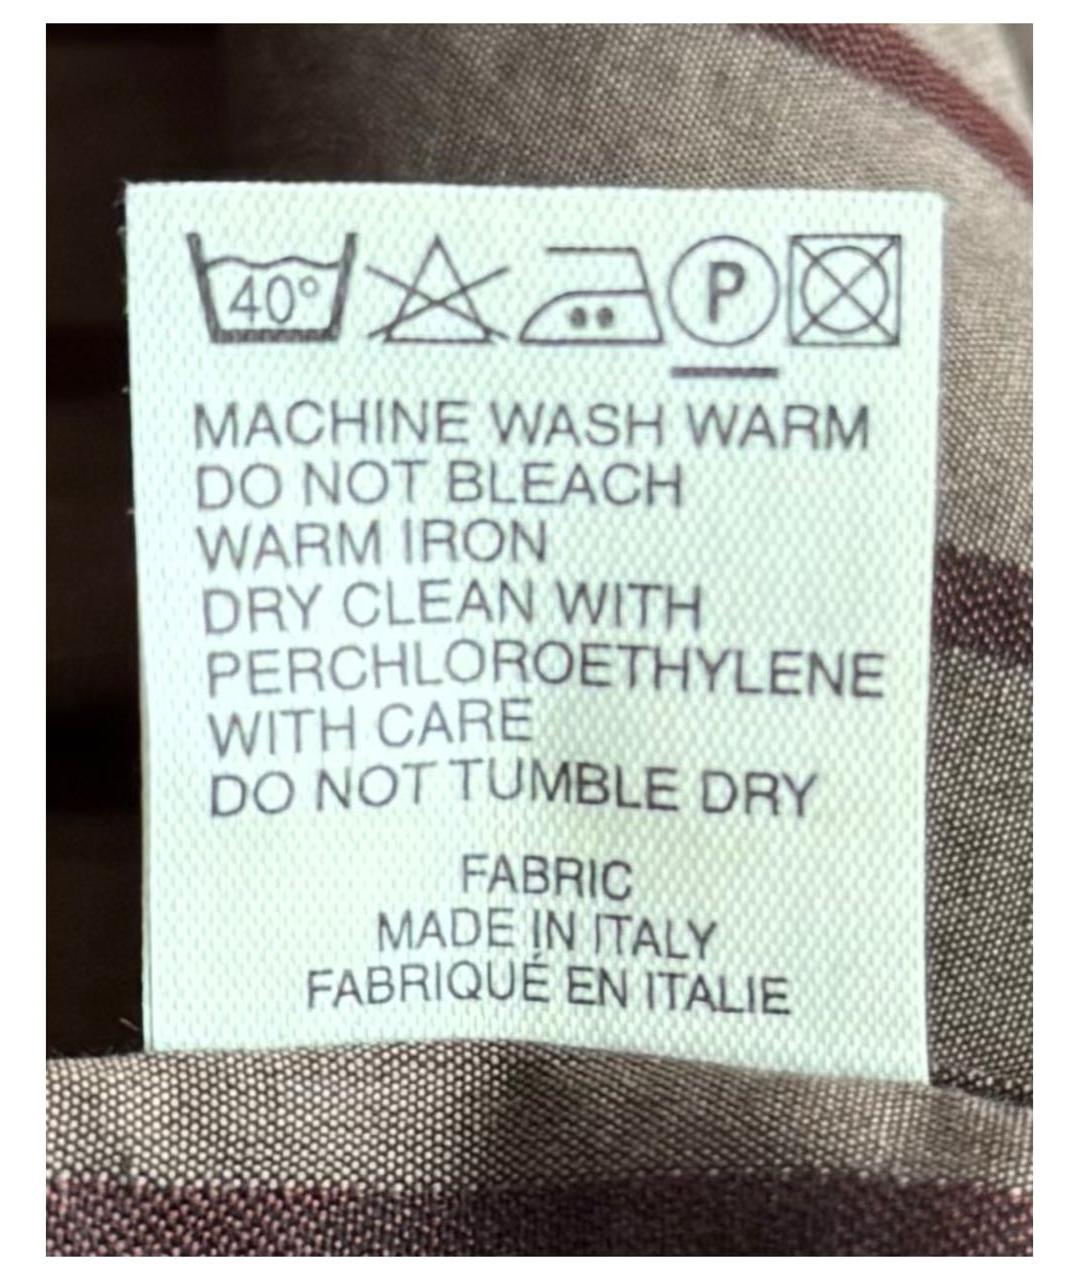 40°
P
MACHINE WASH WARM
DO NOT BLEACH
WARM IRON
DRY CLEAN WITH
PERCHLOROETHYLENE
WITH CARE
DO NOT TUMBLE DRY
FABRIC
MADE IN ITALY
FABRIQUÉ EN ITALIE